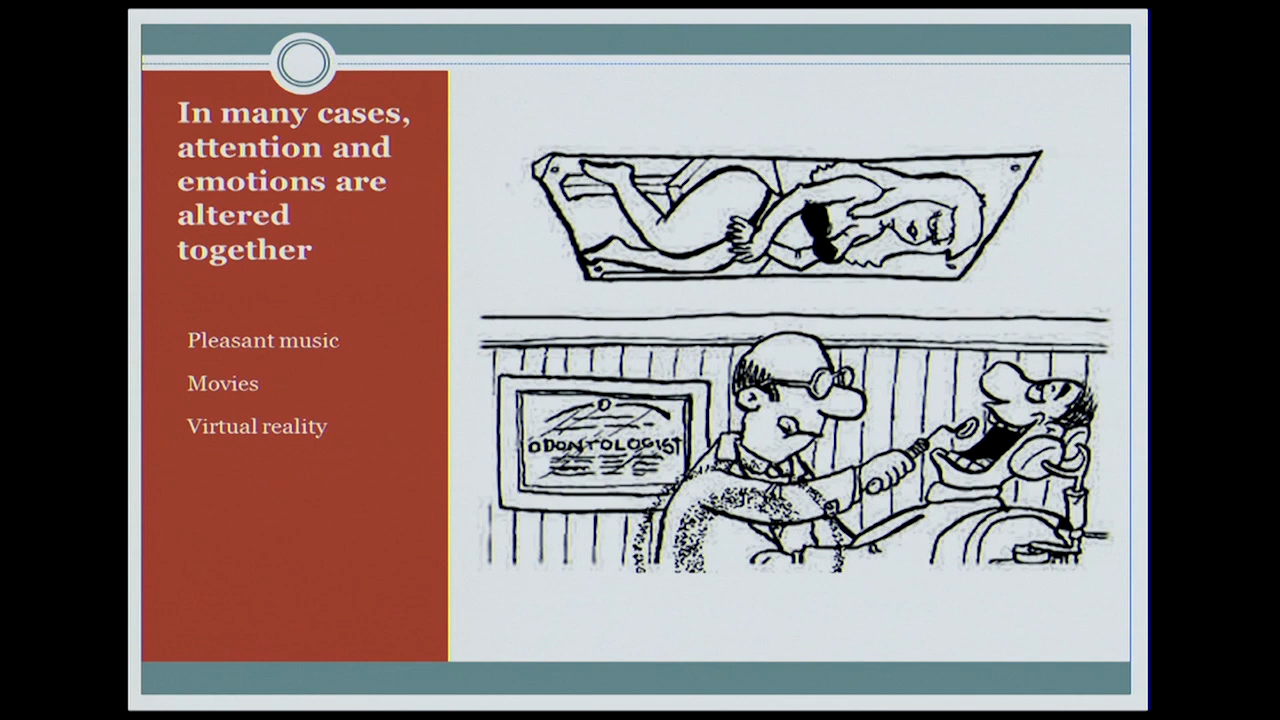 In many cases,
attention and
emotions are
altered
together
Pleasant music
Movies
Virtual reality
ODONTOLOGIST